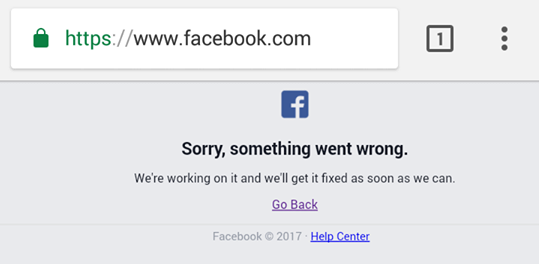 https://www.facebook.com
1
Sorry, something went wrong.
We're working on it and we'll get it fixed as soon as we can.
Go Back
Facebook © 2017 · Help Center